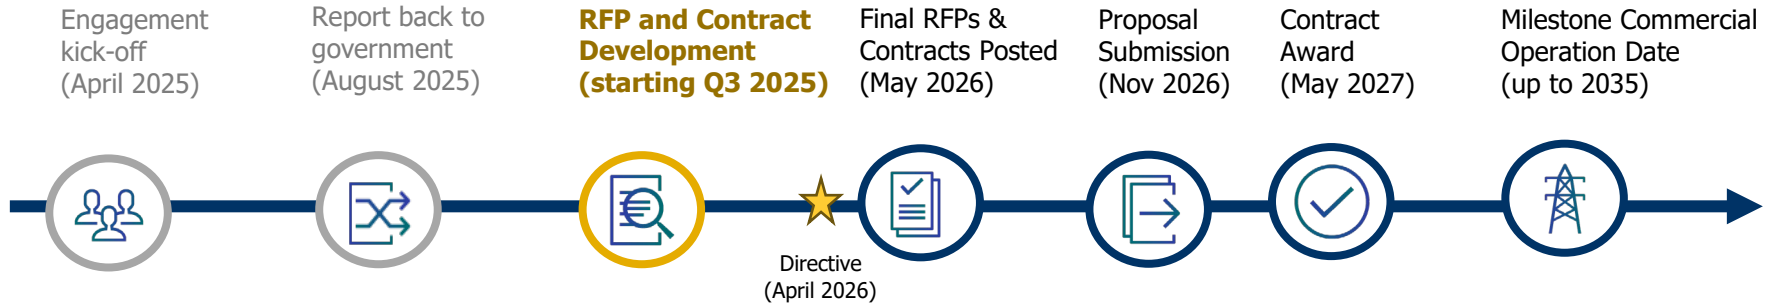 Engagement
kick-off
(April 2025)
Report back to
government
(August 2025)
RFP and Contract
Development
(starting Q3 2025)
Directive
(April 2026)
Final RFPs &
Contracts Posted
(May 2026)
Proposal
Submission
(Nov 2026)
Contract
Award
(May 2027)
Milestone Commercial
Operation Date
(up to 2035)